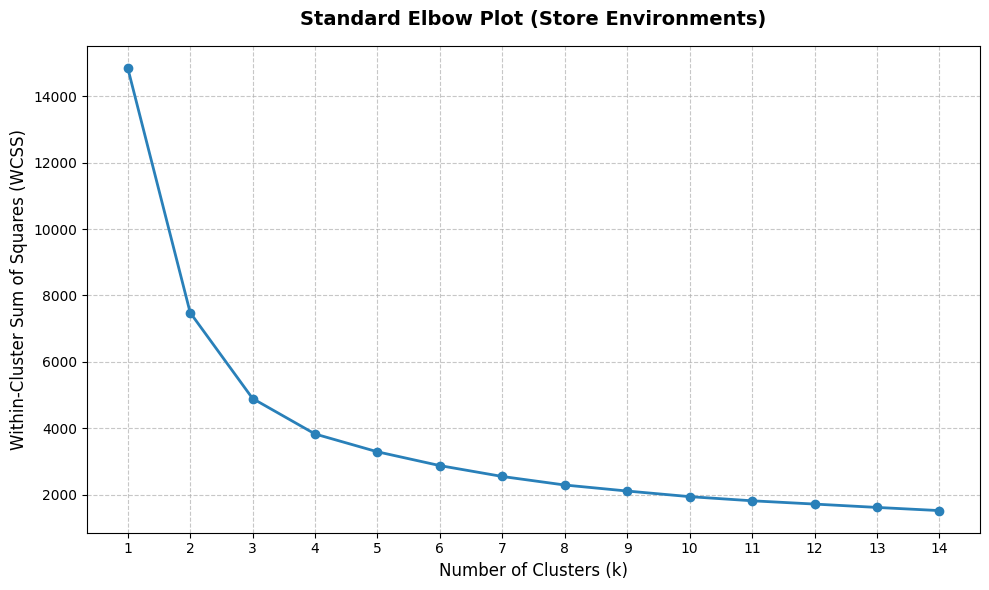 Standard Elbow Plot (Store Environments)
Within-Cluster Sum of Squares (WCSS)
14000
12000
10000
8000
6000
4000
2000
1 2 3 4 5 6 7 8 9 10 11 12 13 14
Number of Clusters (k)